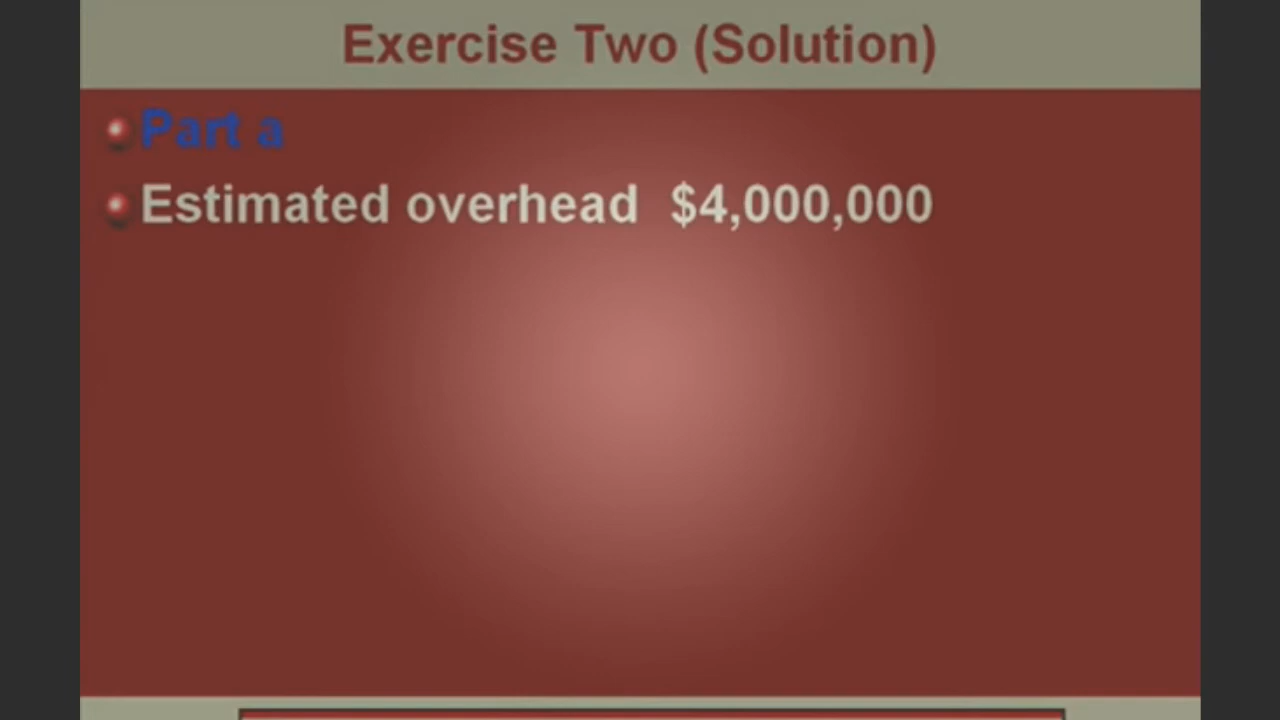 Exercise Two (Solution)
Part a
Estimated overhead $4,000,000